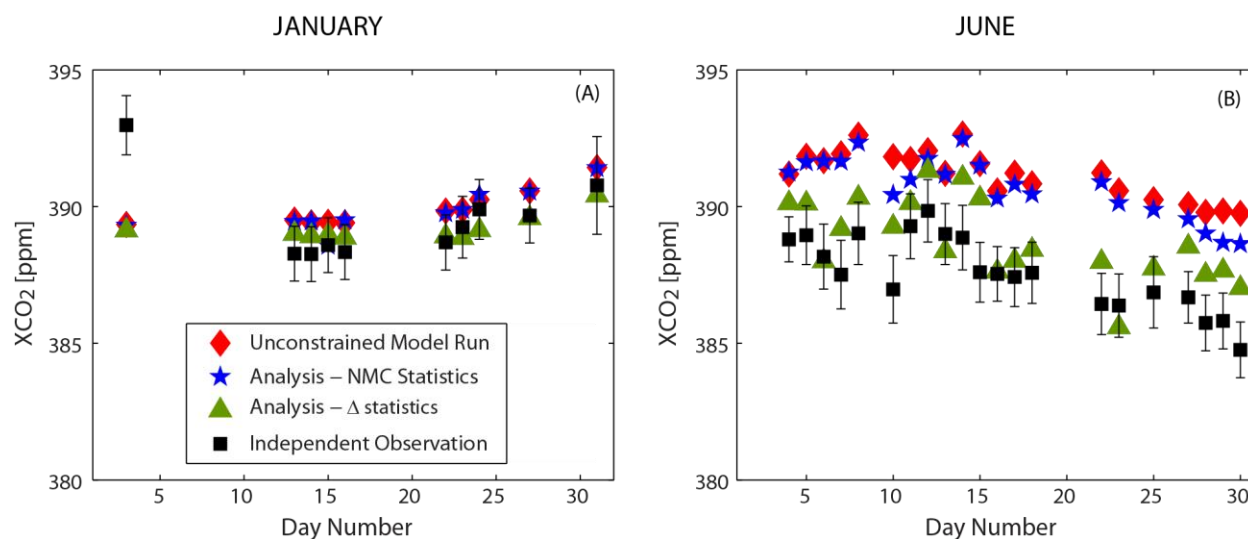 JANUARY
395
390
385
380
XCO2 [ppm]
(A)
Unconstrained Model Run
Analysis – NMC Statistics
Analysis – Δ statistics
Independent Observation
5 10 15 20 25 30
Day Number
JUNE
395
390
385
380
XCO2 [ppm]
(B)
5 10 15 20 25 30
Day Number